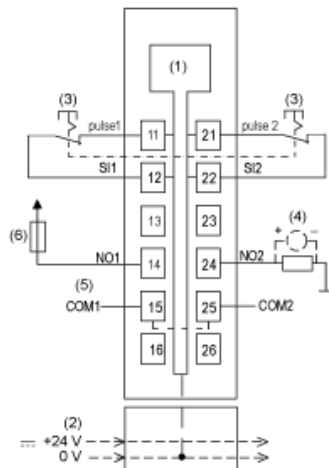 (1)
(3) (3)
pulse1 11 21 pulse 2
SI1 12 22 SI2
13 23
(6) (4)
+ −
NO1 14 24 NO2
(5)
COM1 15 25 COM2
16 26
(2)
+24 V
0 V